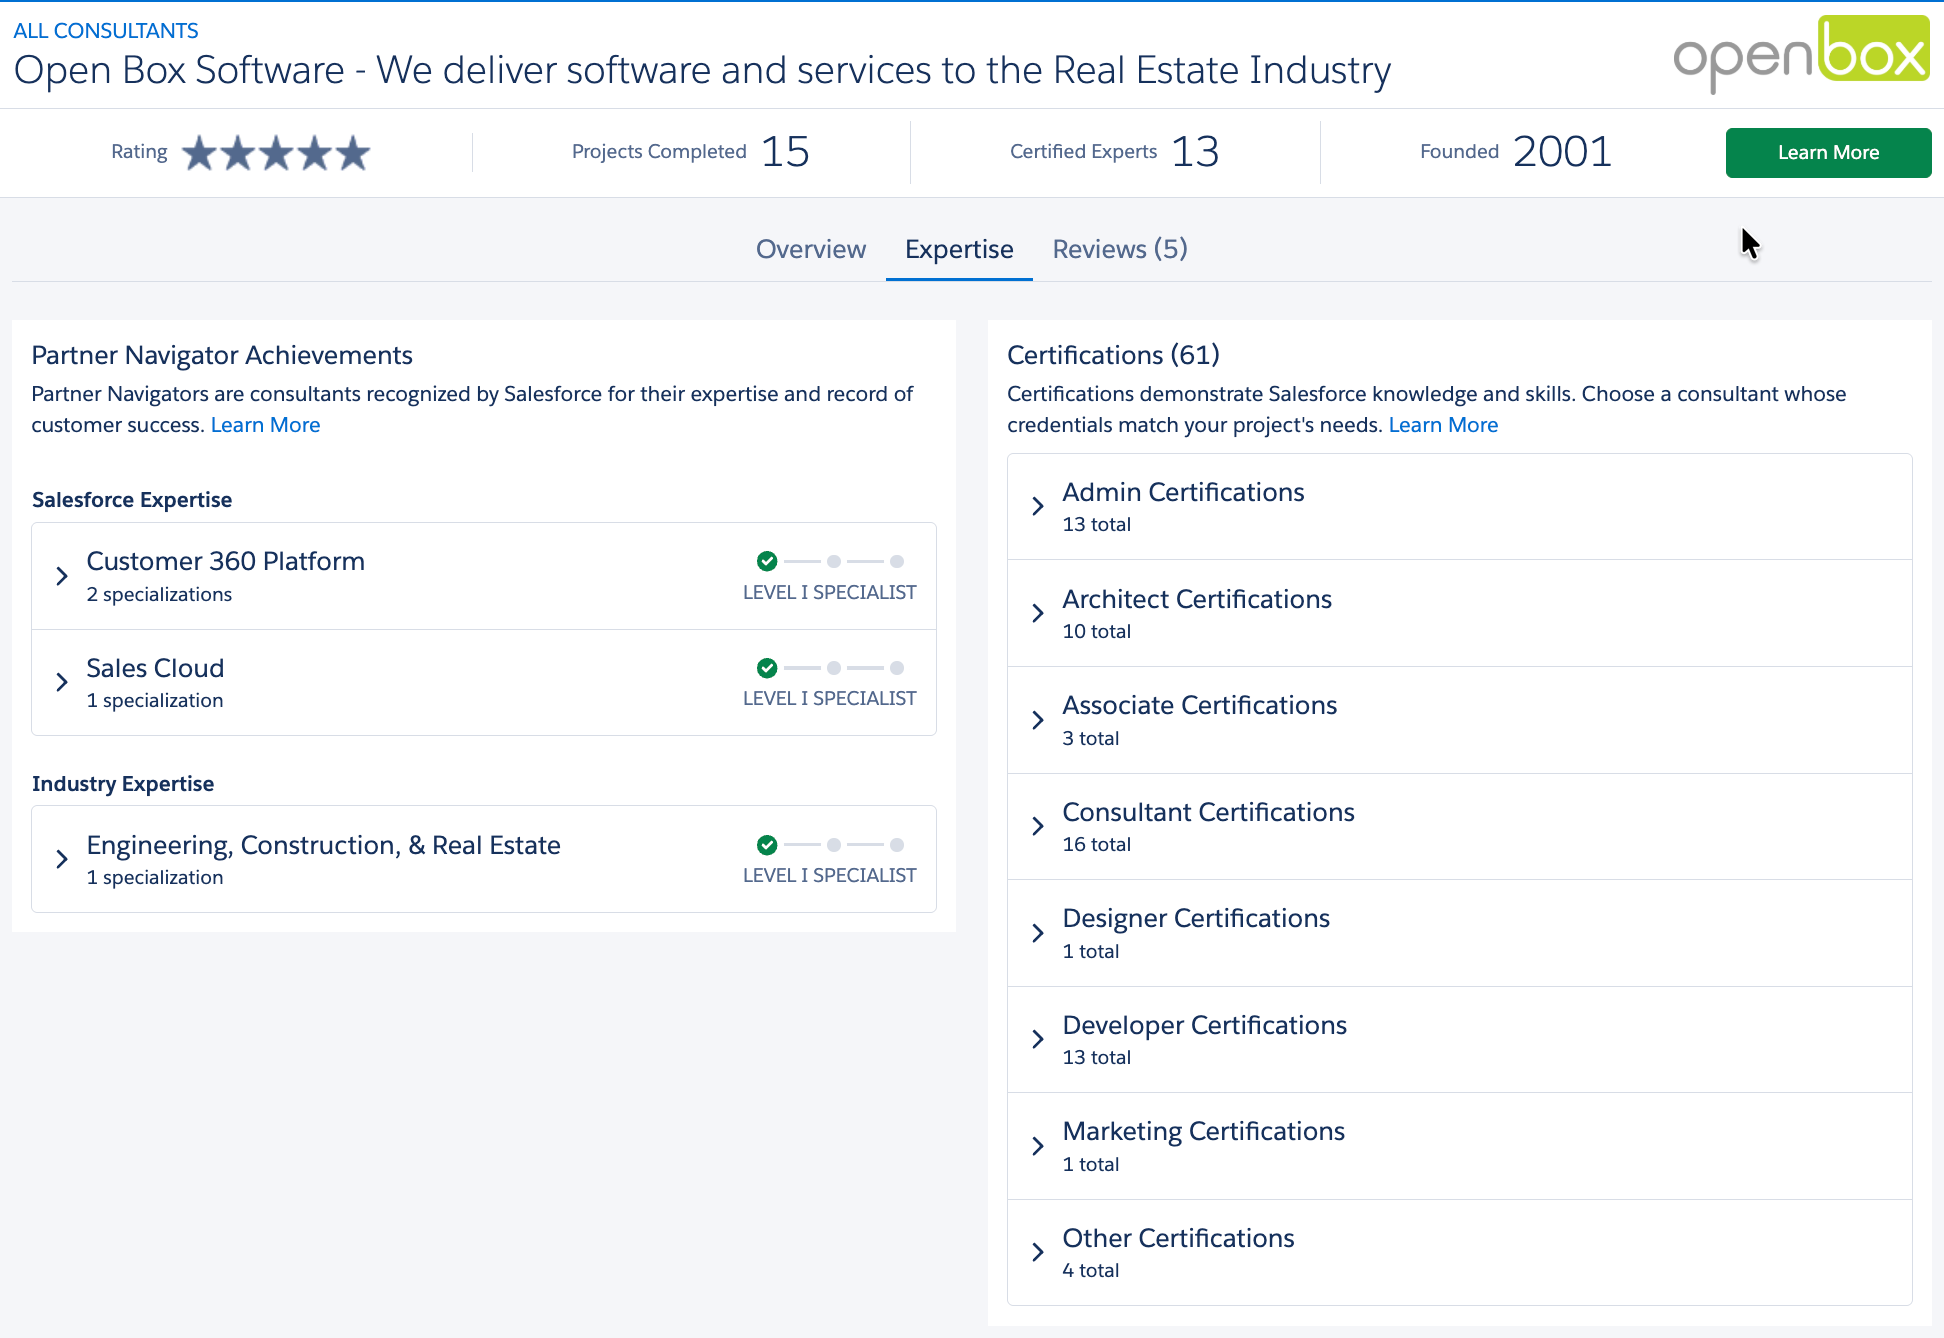 ALL CONSULTANTS
Open Box Software - We deliver software and services to the Real Estate Industry
openbox
Rating
Projects Completed 15
Certified Experts 13
Founded 2001
Learn More
Overview
Expertise
Reviews (5)
Partner Navigator Achievements
Partner Navigators are consultants recognized by Salesforce for their expertise and record of
customer success. Learn More
Salesforce Expertise
Customer 360 Platform
2 specializations
LEVEL I SPECIALIST
Sales Cloud
1 specialization
LEVEL I SPECIALIST
Industry Expertise
Engineering, Construction, & Real Estate
1 specialization
LEVEL I SPECIALIST
Certifications (61)
Certifications demonstrate Salesforce knowledge and skills. Choose a consultant whose
credentials match your project's needs. Learn More
Admin Certifications
13 total
Architect Certifications
10 total
Associate Certifications
3 total
Consultant Certifications
16 total
Designer Certifications
1 total
Developer Certifications
13 total
Marketing Certifications
1 total
Other Certifications
4 total